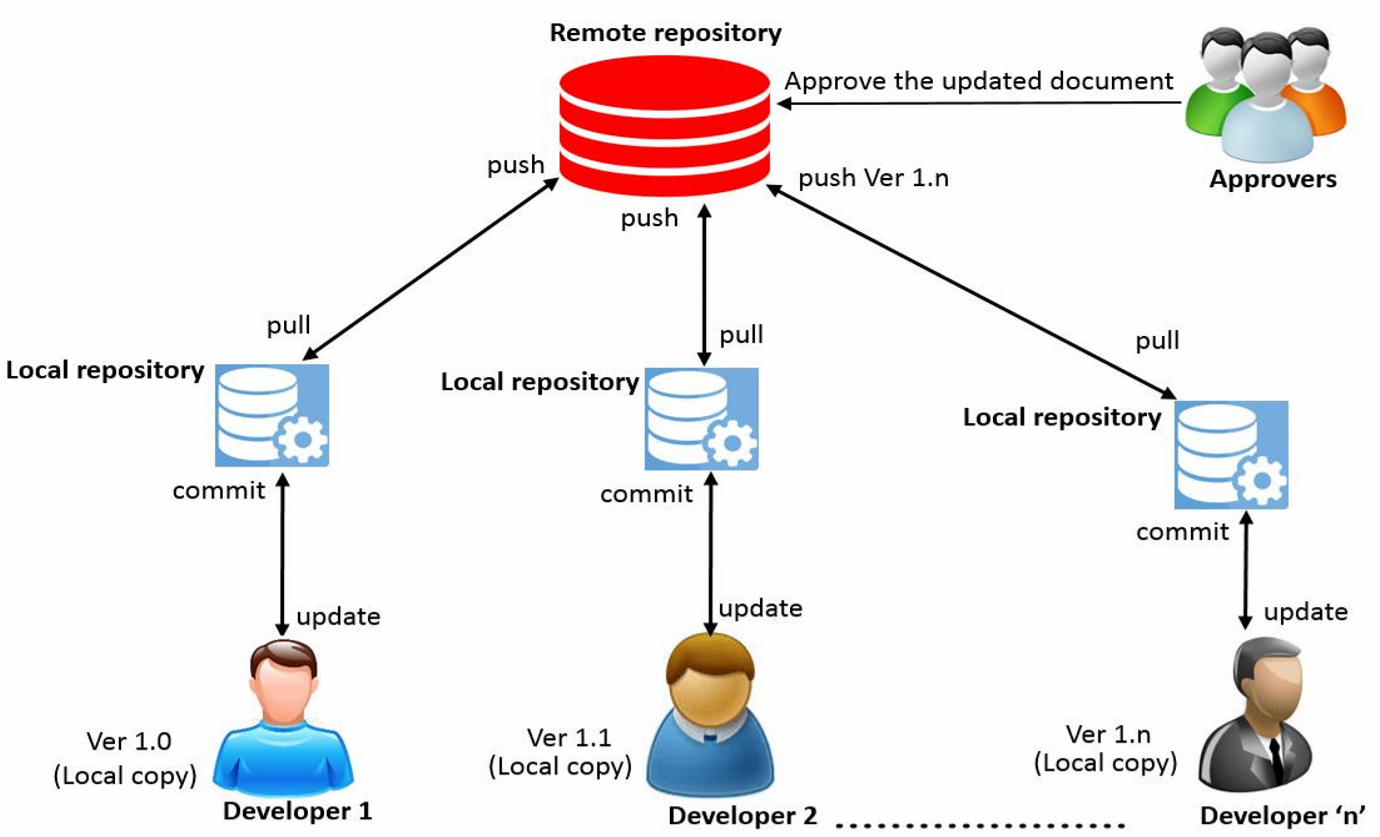 Remote repository
Approve the updated document
Approvers
push
push Ver 1.n
push
pull
pull
pull
Local repository
Local repository
Local repository
commit
commit
commit
update
update
update
Ver 1.0
(Local copy)
Developer 1
Ver 1.1
(Local copy)
Developer 2
Ver 1.n
(Local copy)
Developer ‘n’